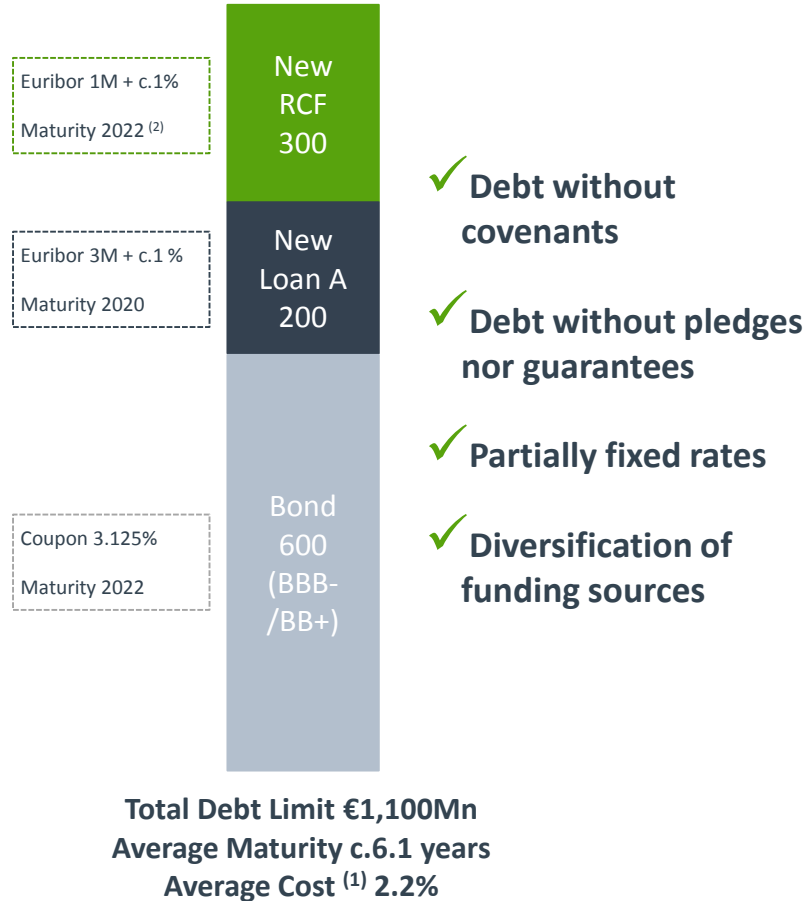 Euribor 1M + c.1%
Maturity 2022 (2)
New
RCF
300
Euribor 3M + c.1 %
Maturity 2020
New
Loan A
200
Coupon 3.125%
Maturity 2022
Bond
600
(BBB-
/BB+)
✓ Debt without
covenants
✓ Debt without pledges
nor guarantees
✓ Partially fixed rates
✓ Diversification of
funding sources
Total Debt Limit €1,100Mn
Average Maturity c.6.1 years
Average Cost (1) 2.2%